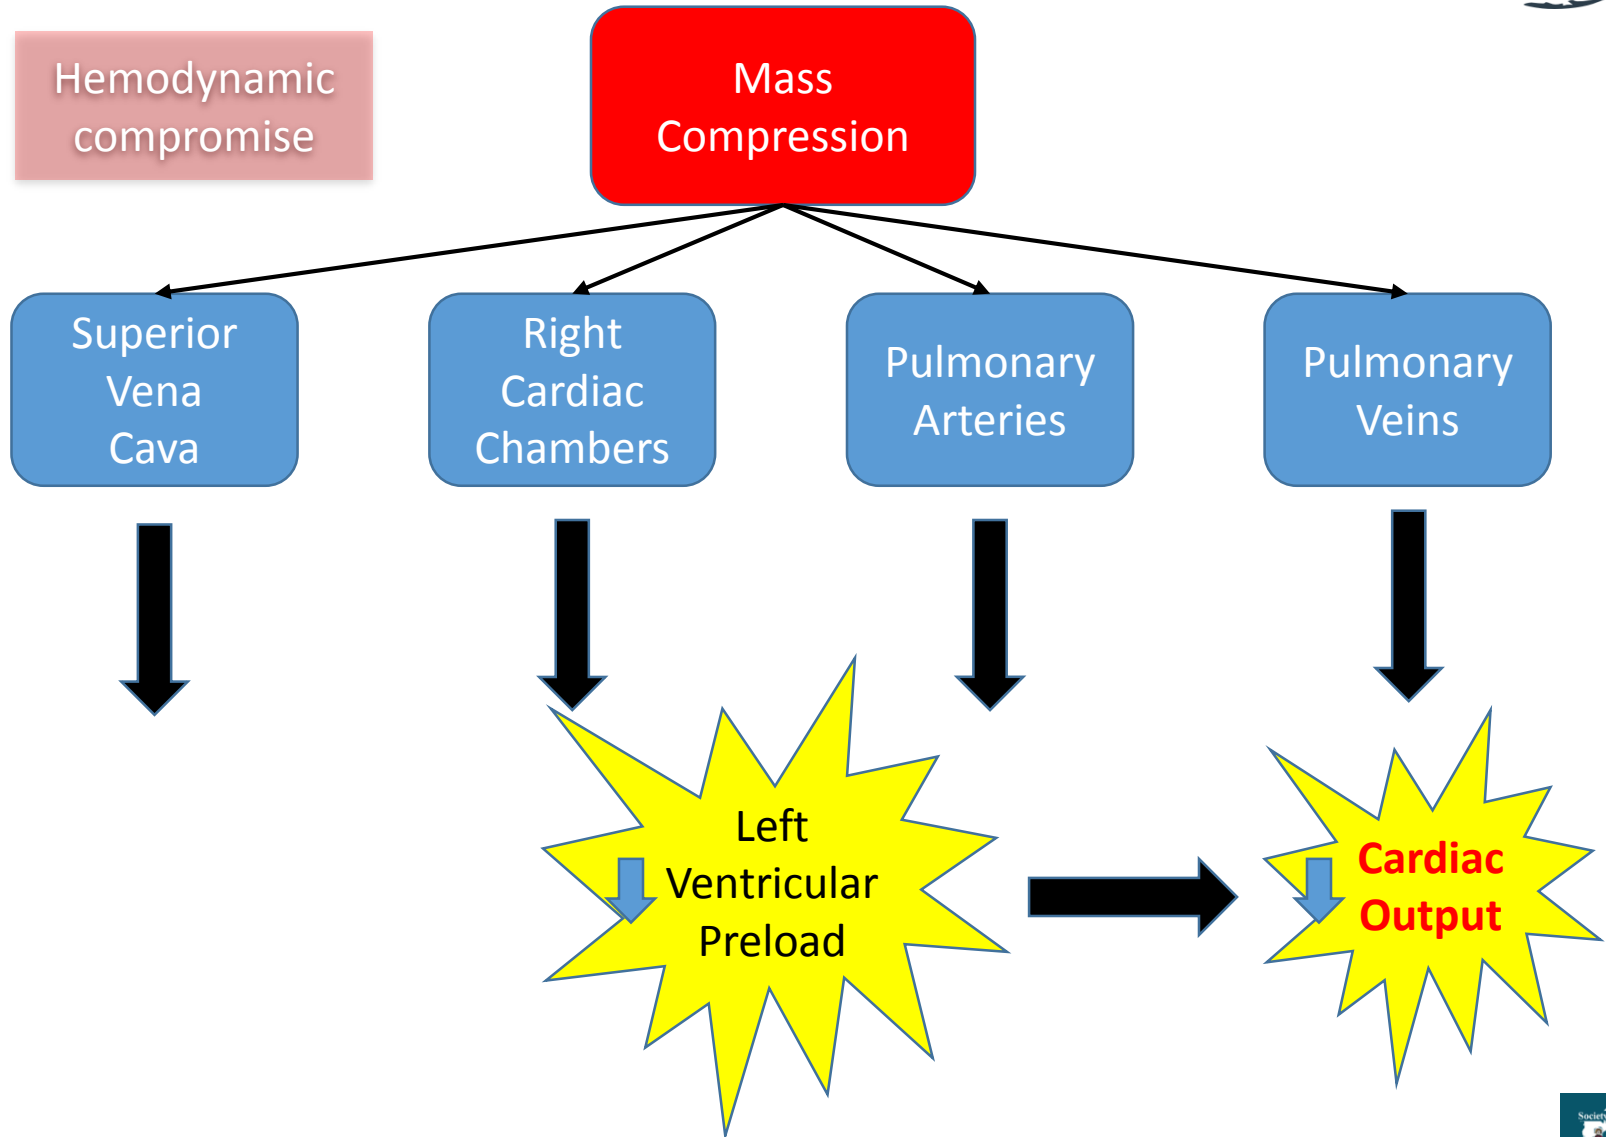 Hemodynamic
compromise
Mass
Compression
Superior
Vena
Cava
Right
Cardiac
Chambers
Pulmonary
Arteries
Pulmonary
Veins
Left
Ventricular
Preload
Cardiac
Output
Society